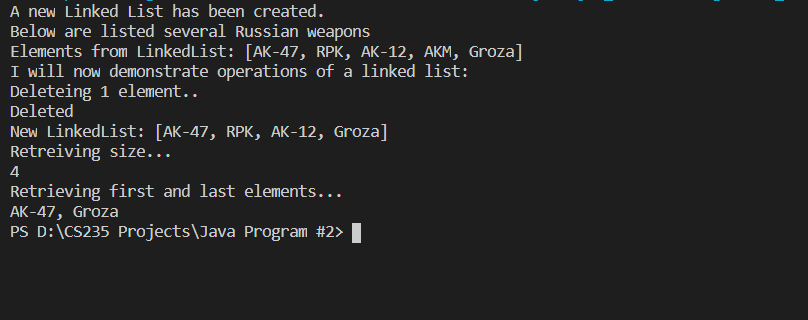 A new Linked List has been created.
Below are listed several Russian weapons
Elements from LinkedList: [AK-47, RPK, AK-12, AKM, Groza]
I will now demonstrate operations of a linked list:
Deleteing 1 element..
Deleted
New LinkedList: [AK-47, RPK, AK-12, Groza]
Retreiving size...
4
Retrieving first and last elements...
AK-47, Groza
PS D:\CS235 Projects\Java Program #2>